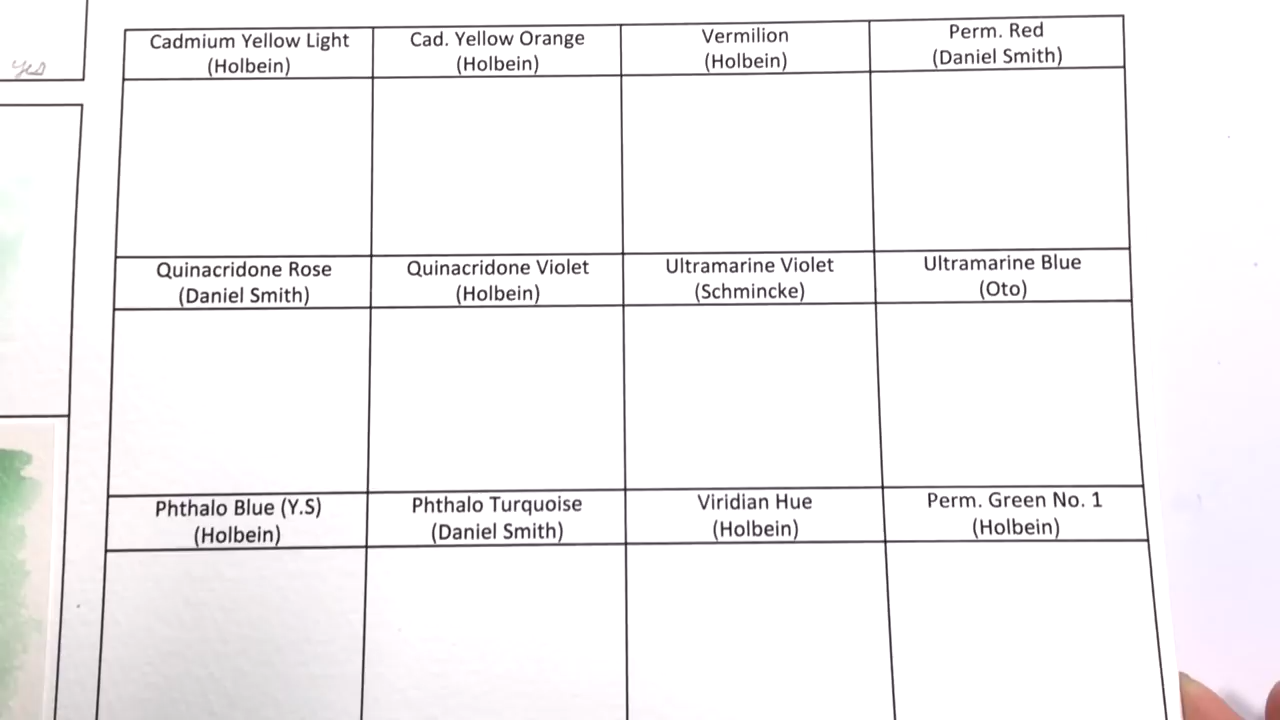 yes
Cadmium Yellow Light
(Holbein)
Cad. Yellow Orange
(Holbein)
Vermilion
(Holbein)
Perm. Red
(Daniel Smith)
Quinacridone Rose
(Daniel Smith)
Quinacridone Violet
(Holbein)
Ultramarine Violet
(Schmincke)
Ultramarine Blue
(Oto)
Phthalo Blue (Y.S)
(Holbein)
Phthalo Turquoise
(Daniel Smith)
Viridian Hue
(Holbein)
Perm. Green No. 1
(Holbein)